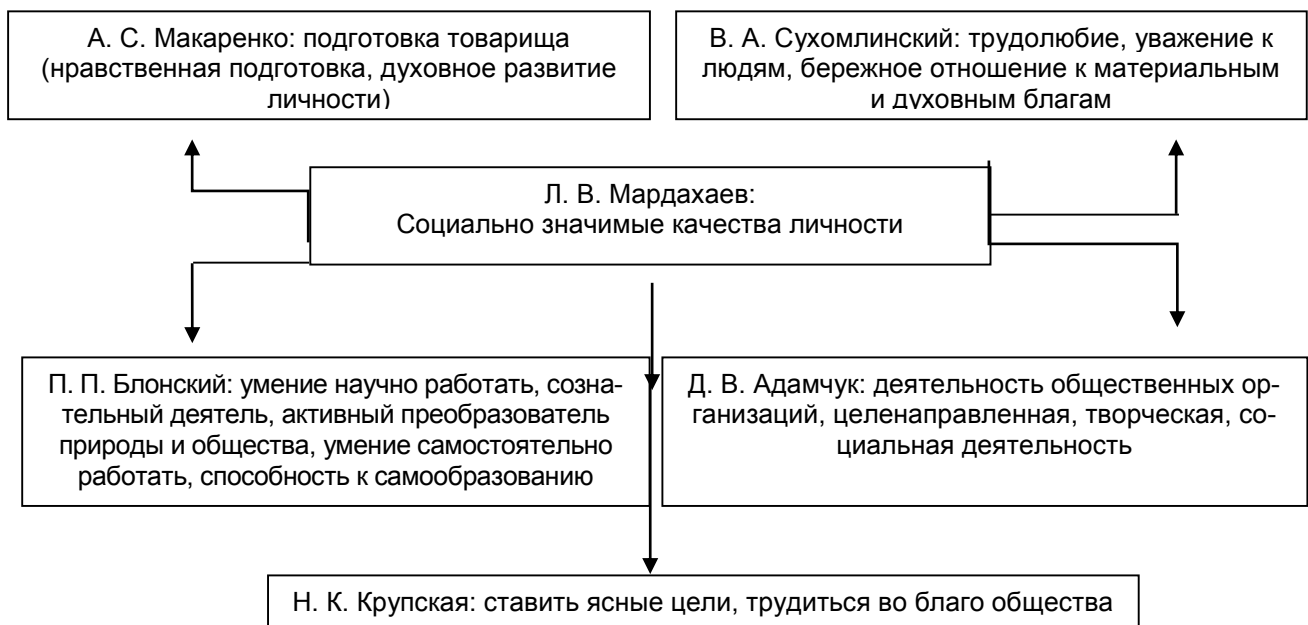 А. С. Макаренко: подготовка товарища
(нравственная подготовка, духовное развитие
личности)
В. А. Сухомлинский: трудолюбие, уважение к
людям, бережное отношение к материальным
и духовным благам
Л. В. Мардахаев:
Социально значимые качества личности
П. П. Блонский: умение научно работать, созна-
тельный деятель, активный преобразователь
природы и общества, умение самостоятельно
работать, способность к самообразованию
Д. В. Адамчук: деятельность общественных ор-
ганизаций, целенаправленная, творческая, со-
циальная деятельность
Н. К. Крупская: ставить ясные цели, трудиться во благо общества